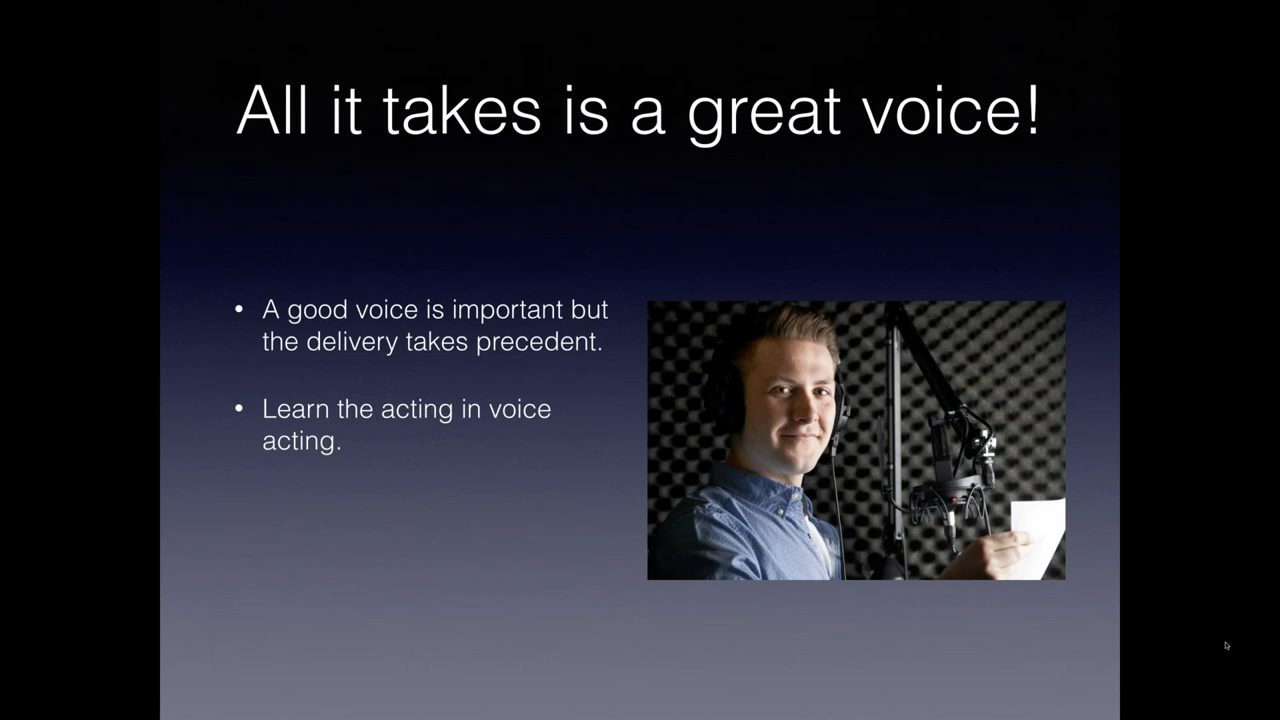 All it takes is a great voice!
• A good voice is important but
the delivery takes precedent.
• Learn the acting in voice
acting.